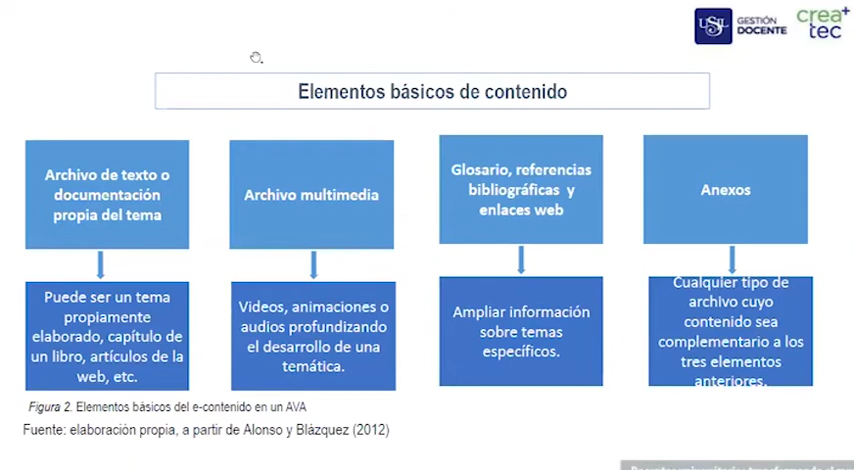 USIL
GESTIÓN
DOCENTE
crea+
tec
Elementos básicos de contenido
Archivo de texto o
documentación
propia del tema
Archivo multimedia
Glosario, referencias
bibliográficas y
enlaces web
Anexos
Puede ser un tema
propiamente
elaborado, capítulo de
un libro, artículos de la
web, etc.
Videos, animaciones o
audios profundizando
el desarrollo de una
temática.
Ampliar información
sobre temas
específicos.
Cualquier tipo de
archivo cuyo
contenido sea
complementario a los
tres elementos
anteriores.
Figura 2. Elementos básicos del e-contenido en un AVA
Fuente: elaboración propia, a partir de Alonso y Blázquez (2012)